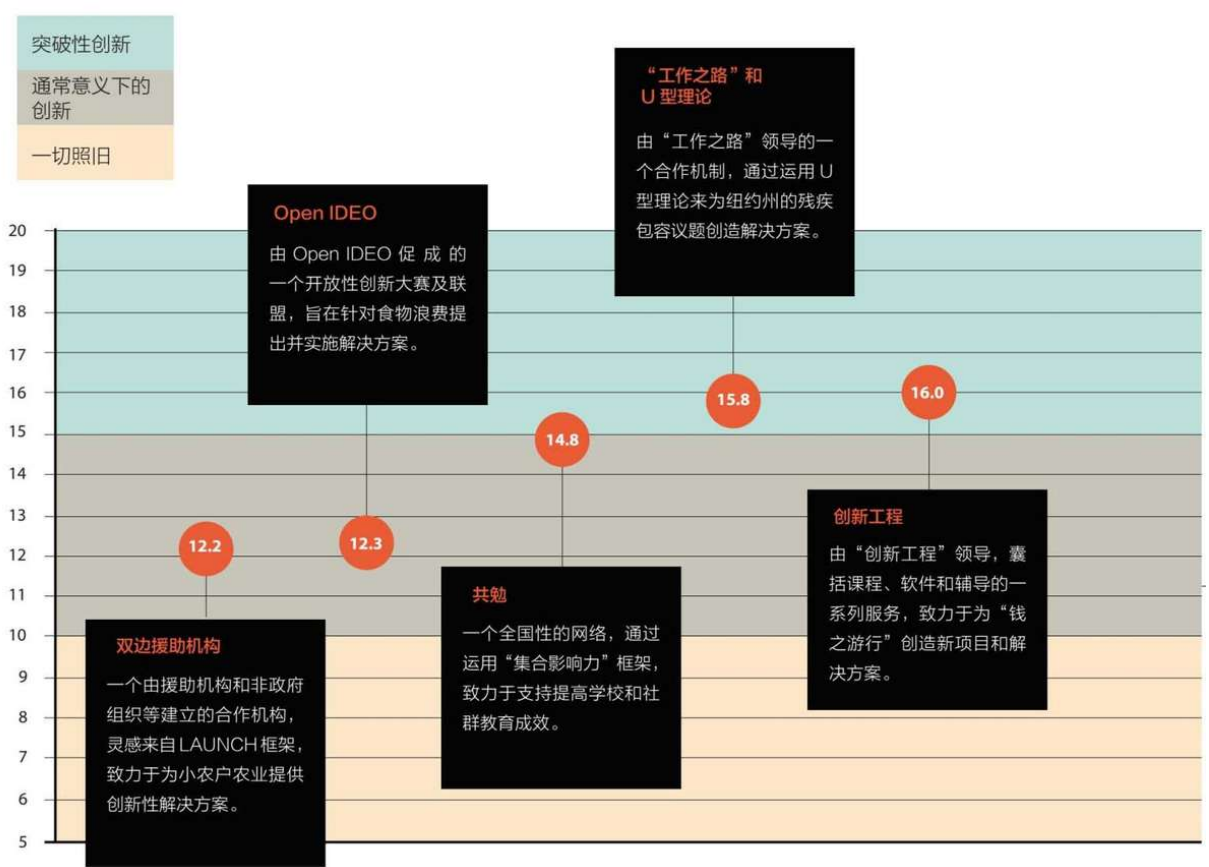 突破性创新
通常意义下的
创新
一切照旧
“工作之路”和
U 型理论
由“工作之路”领导的一
个合作机制，通过运用 U
型理论来为纽约州的残疾
包容议题创造解决方案。
Open IDEO
由 Open IDEO 促 成 的
一个开放性创新大赛及联
盟，旨在针对食物浪费提
出并实施解决方案。
20
19
18
17
16
15
14
13
12
11
10
9
8
7
6
5
12.2
12.3
14.8
15.8
16.0
双边援助机构
一个由援助机构和非政府
组织等建立的合作机构，
灵感来自 LAUNCH 框架，
致力于为小农户农业提供
创新性解决方案。
共勉
一个全国性的网络，通过
运用“集合影响力”框架，
致力于支持提高学校和社
群教育成效。
创新工程
由“创新工程”领导，囊
括课程、软件和辅导的一
系列服务，致力于为“钱
之游行”创造新项目和解
决方案。